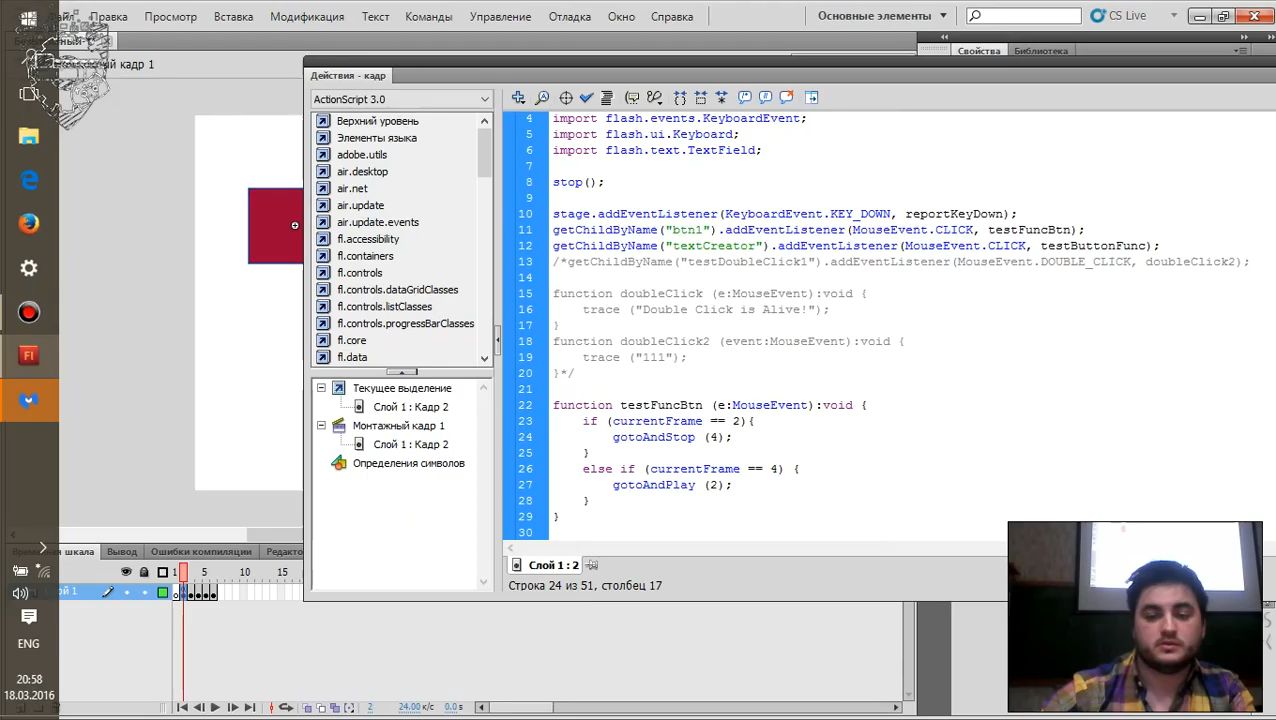 Файл Правка Просмотр Вставка Модификация Текст Команды Управление Отладка Окно Справка
Основные элементы
CS Live
Свойства Библиотека
кадр 1
Действия - кадр
ActionScript 3.0
Верхний уровень
Элементы языка
adobe.utils
air.desktop
air.net
air.update
air.update.events
fl.accessibility
fl.containers
fl.controls
fl.controls.dataGridClasses
fl.controls.listClasses
fl.controls.progressBarClasses
fl.core
fl.data
Текущее выделение
Слой 1 : Кадр 2
Монтажный кадр 1
Слой 1 : Кадр 2
Определения символов
4 import flash.events.KeyboardEvent;
5 import flash.ui.Keyboard;
6 import flash.text.TextField;
7
8 stop();
9
10 stage.addEventListener(KeyboardEvent.KEY_DOWN, reportKeyDown);
11 getChildByName("btn1").addEventListener(MouseEvent.CLICK, testFuncBtn);
12 getChildByName("textCreator").addEventListener(MouseEvent.CLICK, testButtonFunc);
13 /*getChildByName("testDoubleClick1").addEventListener(MouseEvent.DOUBLE_CLICK, doubleClick2);
14
15 function doubleClick (e:MouseEvent):void {
16 trace ("Double Click is Alive!");
17 }
18 function doubleClick2 (event:MouseEvent):void {
19 trace ("111");
20 }*/
21
22 function testFuncBtn (e:MouseEvent):void {
23 if (currentFrame == 2){
24 gotoAndStop (4);
25 }
26 else if (currentFrame == 4) {
27 gotoAndPlay (2);
28 }
29 }
30
Слой 1 : 2
Строка 24 из 51, столбец 17
шкала Вывод Ошибки компиляции
1 5 10 15
2 24.00 к/с 0.0 s
Fl
ENG
20:58
18.03.2016